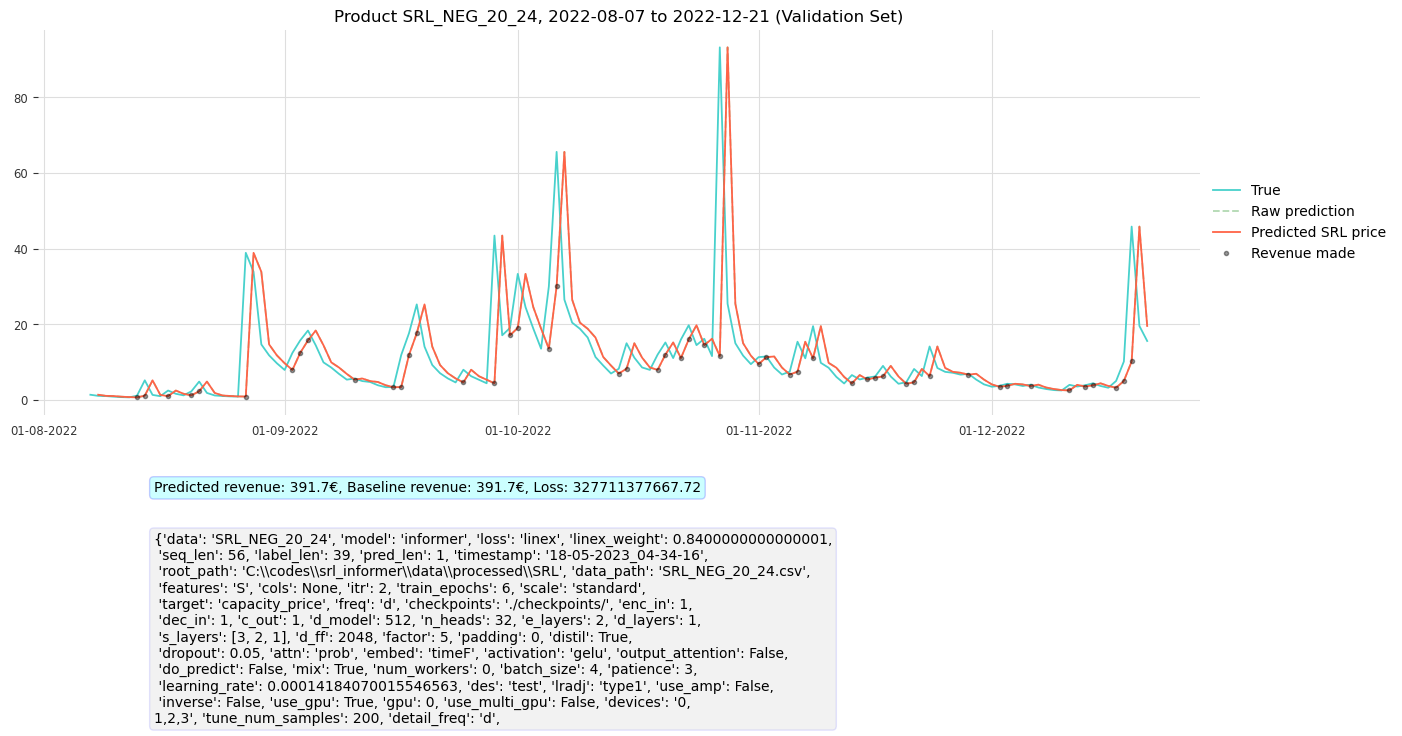 Product SRL_NEG_20_24, 2022-08-07 to 2022-12-21 (Validation Set)
80
60
40
20
0
01-08-2022
01-09-2022
01-10-2022
01-11-2022
01-12-2022
True
Raw prediction
Predicted SRL price
Revenue made
Predicted revenue: 391.7€, Baseline revenue: 391.7€, Loss: 327711377667.72
{'data': 'SRL_NEG_20_24', 'model': 'informer', 'loss': 'linex', 'linex_weight': 0.8400000000000001,
'seq_len': 56, 'label_len': 39, 'pred_len': 1, 'timestamp': '18-05-2023_04-34-16',
'root_path': 'C:\\codes\\srl_informer\\data\\processed\\SRL', 'data_path': 'SRL_NEG_20_24.csv',
'features': 'S', 'cols': None, 'itr': 2, 'train_epochs': 6, 'scale': 'standard',
'target': 'capacity_price', 'freq': 'd', 'checkpoints': './checkpoints/', 'enc_in': 1,
'dec_in': 1, 'c_out': 1, 'd_model': 512, 'n_heads': 32, 'e_layers': 2, 'd_layers': 1,
's_layers': [3, 2, 1], 'd_ff': 2048, 'factor': 5, 'padding': 0, 'distil': True,
'dropout': 0.05, 'attn': 'prob', 'embed': 'timeF', 'activation': 'gelu', 'output_attention': False,
'do_predict': False, 'mix': True, 'num_workers': 0, 'batch_size': 4, 'patience': 3,
'learning_rate': 0.00014184070015546563, 'des': 'test', 'lradj': 'type1', 'use_amp': False,
'inverse': False, 'use_gpu': True, 'gpu': 0, 'use_multi_gpu': False, 'devices': '0,
1,2,3', 'tune_num_samples': 200, 'detail_freq': 'd',